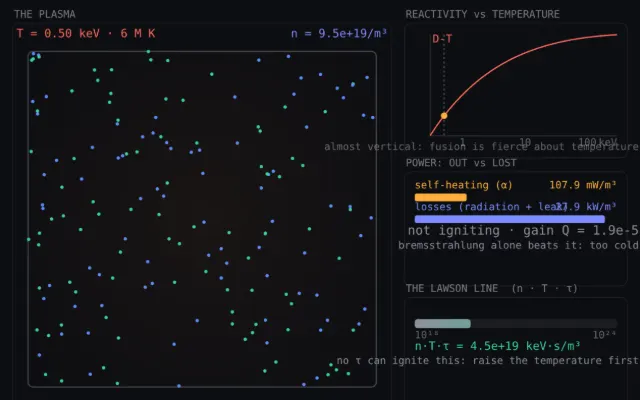 THE PLASMA
T = 0.50 keV · 6 M K
n = 9.5e+19/m³
REACTIVITY vs TEMPERATURE
D-T
1 10 100 keV
almost vertical: fusion is fierce about temperature
POWER: OUT vs LOST
self-heating (α) 107.9 mW/m³
losses (radiation + leak)
not igniting · gain Q = 1.9e-5
bremsstrahlung alone beats it: too cold
THE LAWSON LINE (n · T · τ)
10¹⁸
n·T·τ = 4.5e+19 keV·s/m³
no τ can ignite this: raise the temperature first